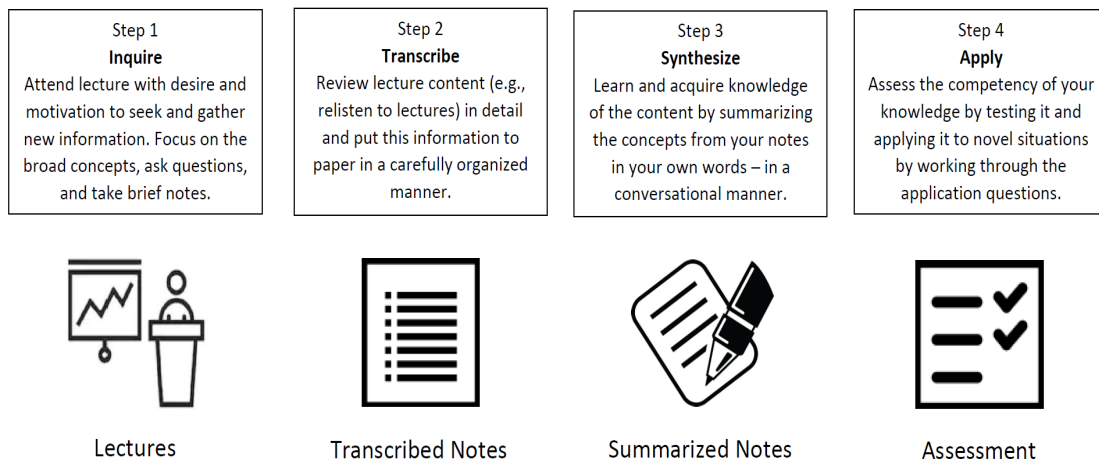 Step 1
Inquire
Attend lecture with desire and
motivation to seek and gather
new information. Focus on the
broad concepts, ask questions,
and take brief notes.
Step 2
Transcribe
Review lecture content (e.g.,
relisten to lectures) in detail
and put this information to
paper in a carefully organized
manner.
Step 3
Synthesize
Learn and acquire knowledge
of the content by summarizing
the concepts from your notes
in your own words – in a
conversational manner.
Step 4
Apply
Assess the competency of your
knowledge by testing it and
applying it to novel situations
by working through the
application questions.
Lectures
Transcribed Notes
Summarized Notes
Assessment